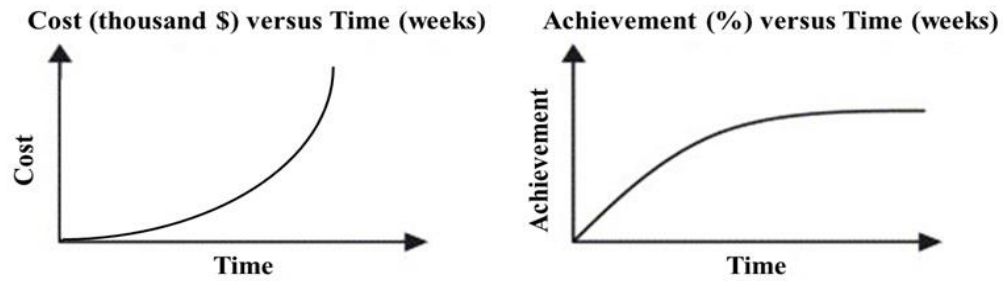 Cost (thousand $) versus Time (weeks)
Cost
Time
Achievement (%) versus Time (weeks)
Achievement
Time